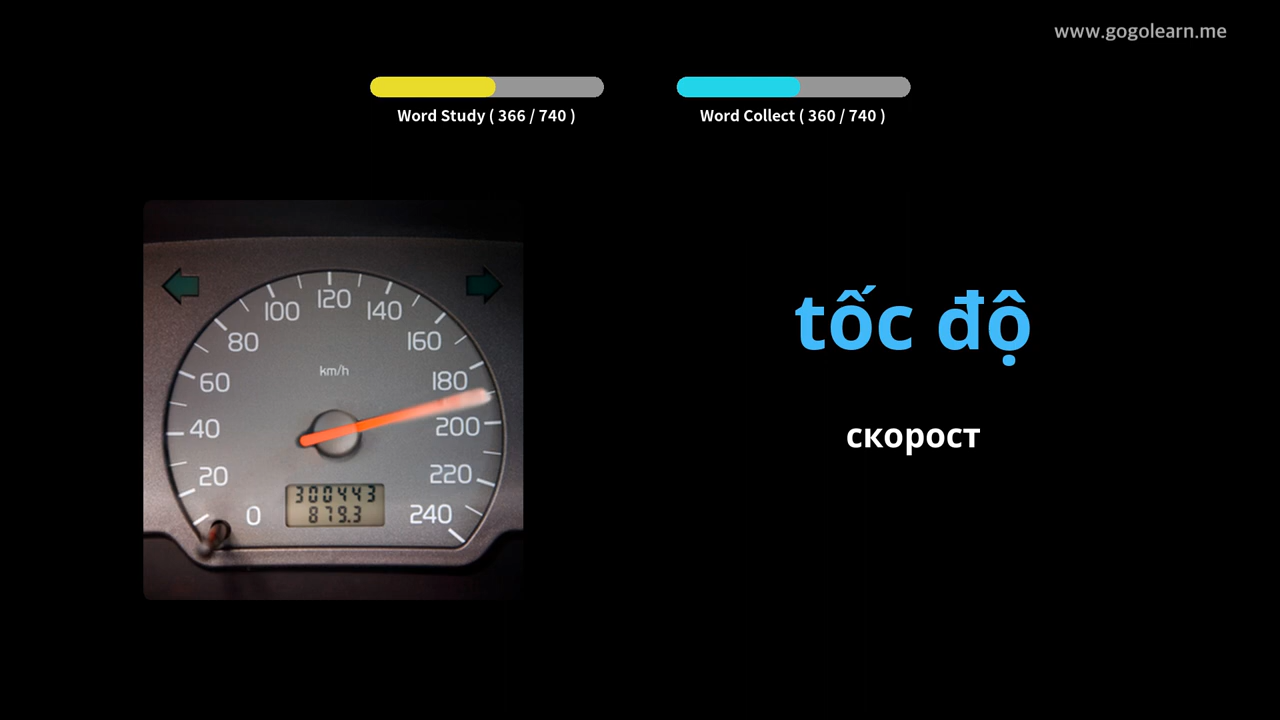 www.gogolearn.me
Word Study ( 366 / 740 )
Word Collect ( 360 / 740 )
120
100
140
80
160
km/h
60
180
40
200
20
220
300443
0
240
879.3
tốc độ
скорост